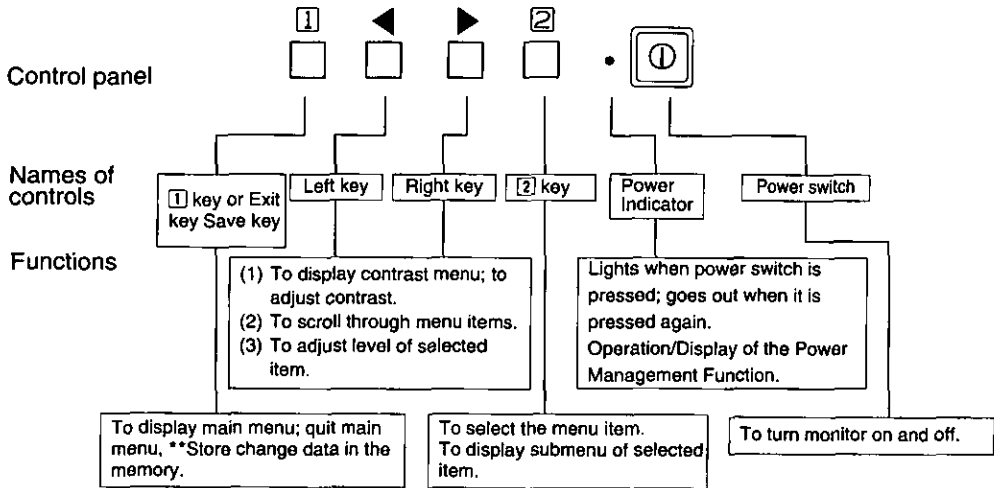 1 2
Control panel
Names of
controls
1 key or Exit
key Save key
Left key
Right key
2 key
Power
Indicator
Power switch
Functions
(1) To display contrast menu; to
adjust contrast.
(2) To scroll through menu items.
(3) To adjust level of selected
item.
Lights when power switch is
pressed; goes out when it is
pressed again.
Operation/Display of the Power
Management Function.
To display main menu; quit main
menu, **Store change data in the
memory.
To select the menu item.
To display submenu of selected
item.
To turn monitor on and off.